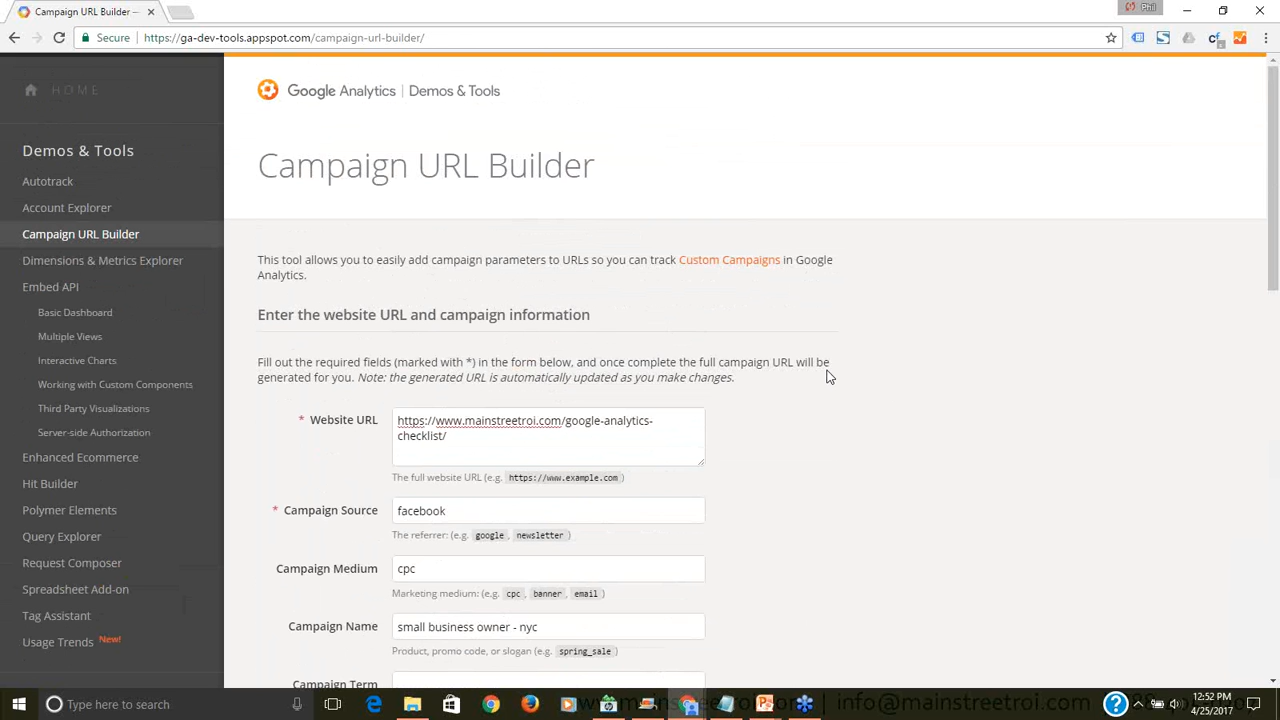 Campaign URL Builder —
Phil
Secure
https://ga-dev-tools.appspot.com/campaign-url-builder/
HOME
Demos & Tools
Autotrack
Account Explorer
Campaign URL Builder
Dimensions & Metrics Explorer
Embed API
Basic Dashboard
Multiple Views
Interactive Charts
Working with Custom Components
Third Party Visualizations
Server-side Authorization
Enhanced Ecommerce
Hit Builder
Polymer Elements
Query Explorer
Request Composer
Spreadsheet Add-on
Tag Assistant
Usage Trends New!
Google Analytics | Demos & Tools
Campaign URL Builder
This tool allows you to easily add campaign parameters to URLs so you can track Custom Campaigns in Google
Analytics.
Enter the website URL and campaign information
Fill out the required fields (marked with *) in the form below, and once complete the full campaign URL will be
generated for you. Note: the generated URL is automatically updated as you make changes.
* Website URL
https://www.mainstreetroi.com/google-analytics-
checklist/
The full website URL (e.g. https://www.example.com )
* Campaign Source
facebook
The referrer: (e.g. google , newsletter )
Campaign Medium
cpc
Marketing medium: (e.g. cpc , banner , email )
Campaign Name
small business owner - nyc
Product, promo code, or slogan (e.g. spring_sale )
Campaign Term
Type here to search
| info@mainstreetroi.com |
12:52 PM
4/25/2017